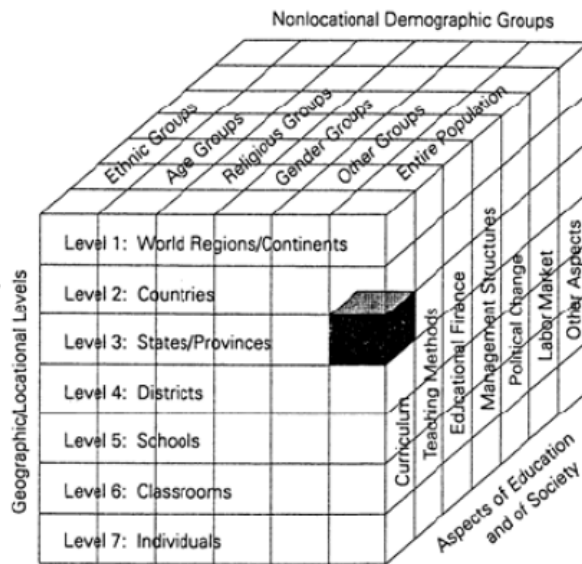 Nonlocational Demographic Groups
Ethnic Groups
Age Groups
Religious Groups
Gender Groups
Other Groups
Entire Population
Geographic/Locational Levels
Level 1: World Regions/Continents
Level 2: Countries
Level 3: States/Provinces
Level 4: Districts
Level 5: Schools
Level 6: Classrooms
Level 7: Individuals
Curriculum
Teaching Methods
Educational Finance
Management Structures
Political Change
Labor Market
Other Aspects
Aspects of Education
and of Society